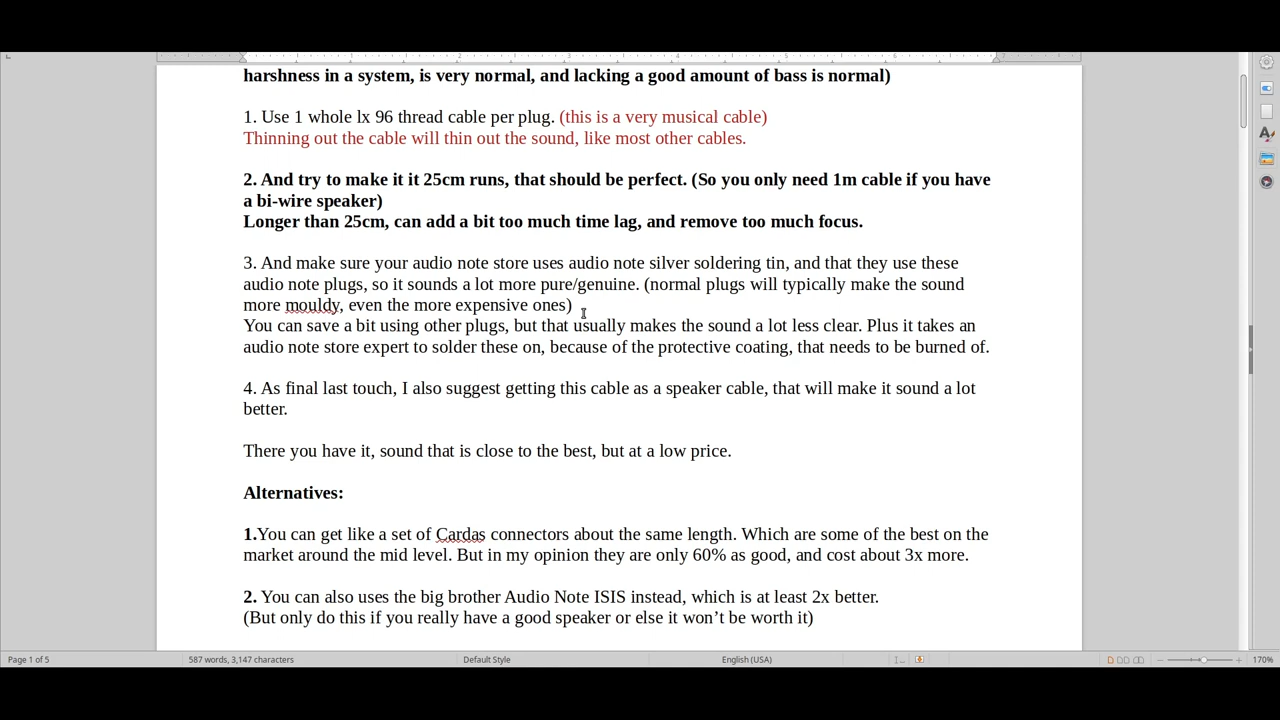 harshness in a system, is very normal, and lacking a good amount of bass is normal)
1. Use 1 whole lx 96 thread cable per plug. (this is a very musical cable)
Thinning out the cable will thin out the sound, like most other cables.
2. And try to make it it 25cm runs, that should be perfect. (So you only need 1m cable if you have
a bi-wire speaker)
Longer than 25cm, can add a bit too much time lag, and remove too much focus.
3. And make sure your audio note store uses audio note silver soldering tin, and that they use these
audio note plugs, so it sounds a lot more pure/genuine. (normal plugs will typically make the sound
more mouldy, even the more expensive ones)
You can save a bit using other plugs, but that usually makes the sound a lot less clear. Plus it takes an
audio note store expert to solder these on, because of the protective coating, that needs to be burned of.
4. As final last touch, I also suggest getting this cable as a speaker cable, that will make it sound a lot
better.
There you have it, sound that is close to the best, but at a low price.
Alternatives:
1.You can get like a set of Cardas connectors about the same length. Which are some of the best on the
market around the mid level. But in my opinion they are only 60% as good, and cost about 3x more.
2. You can also uses the big brother Audio Note ISIS instead, which is at least 2x better.
(But only do this if you really have a good speaker or else it won’t be worth it)
Page 1 of 5 587 words, 3,147 characters Default Style English (USA) 170%